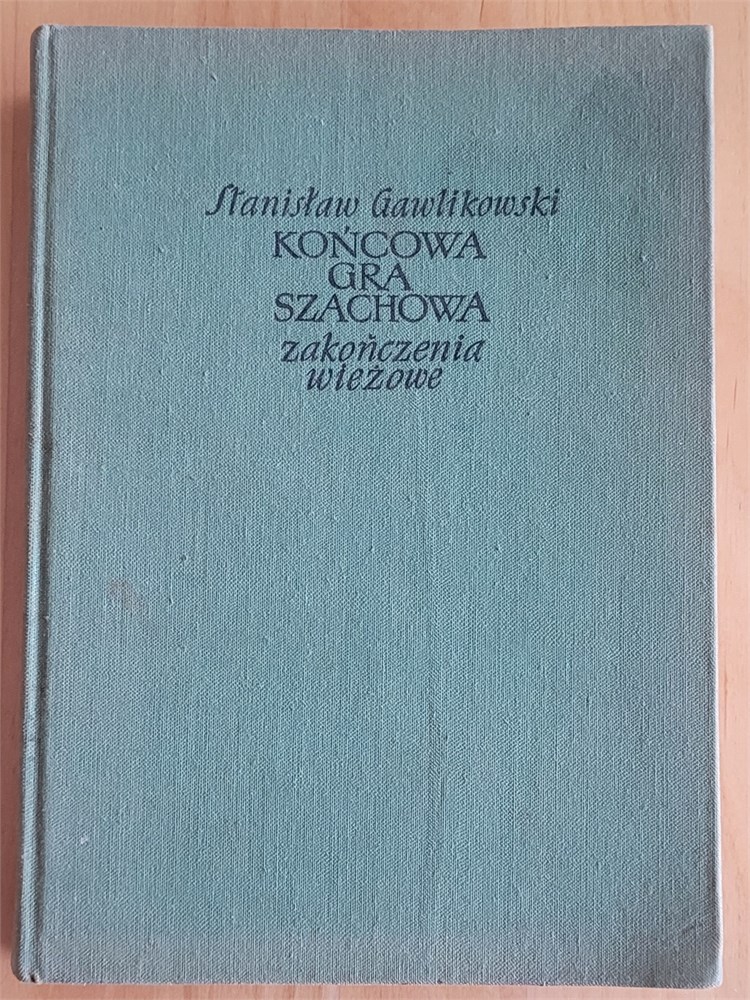 Stanisław Gawlikowski
KOŃCOWA
GRA
SZACHOWA
zakończenia
wieżowe